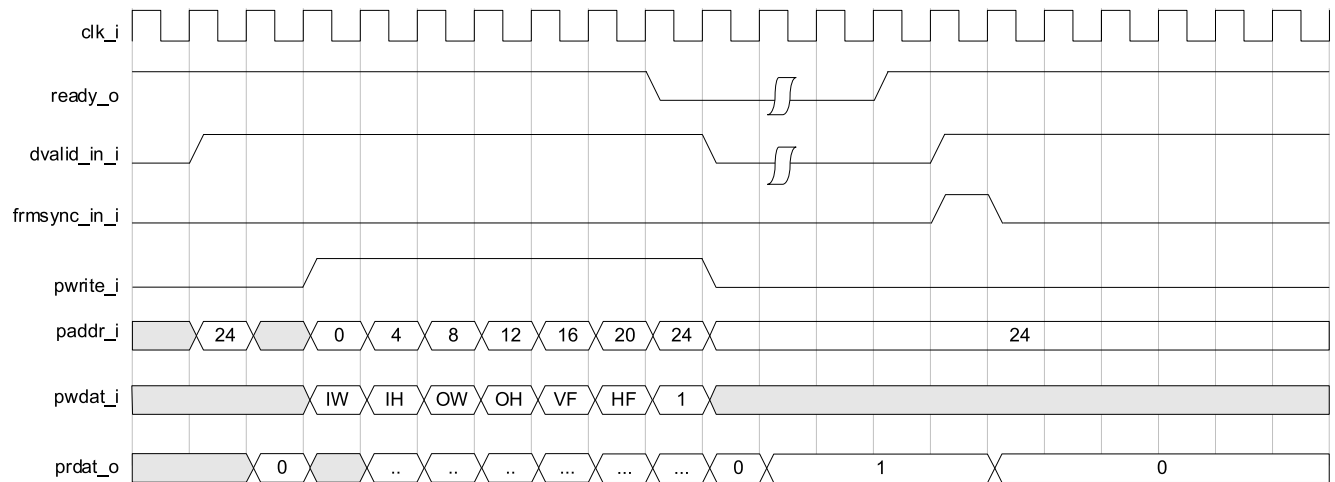 clk_i
ready_o
dvalid_in_i
frmsync_in_i
pwrite_i
paddr_i 24 0 4 8 12 16 20 24 24
pwdat_i IW IH OW OH VF HF 1
prdat_o 0 .. .. .. ... ... ... 0 1 0